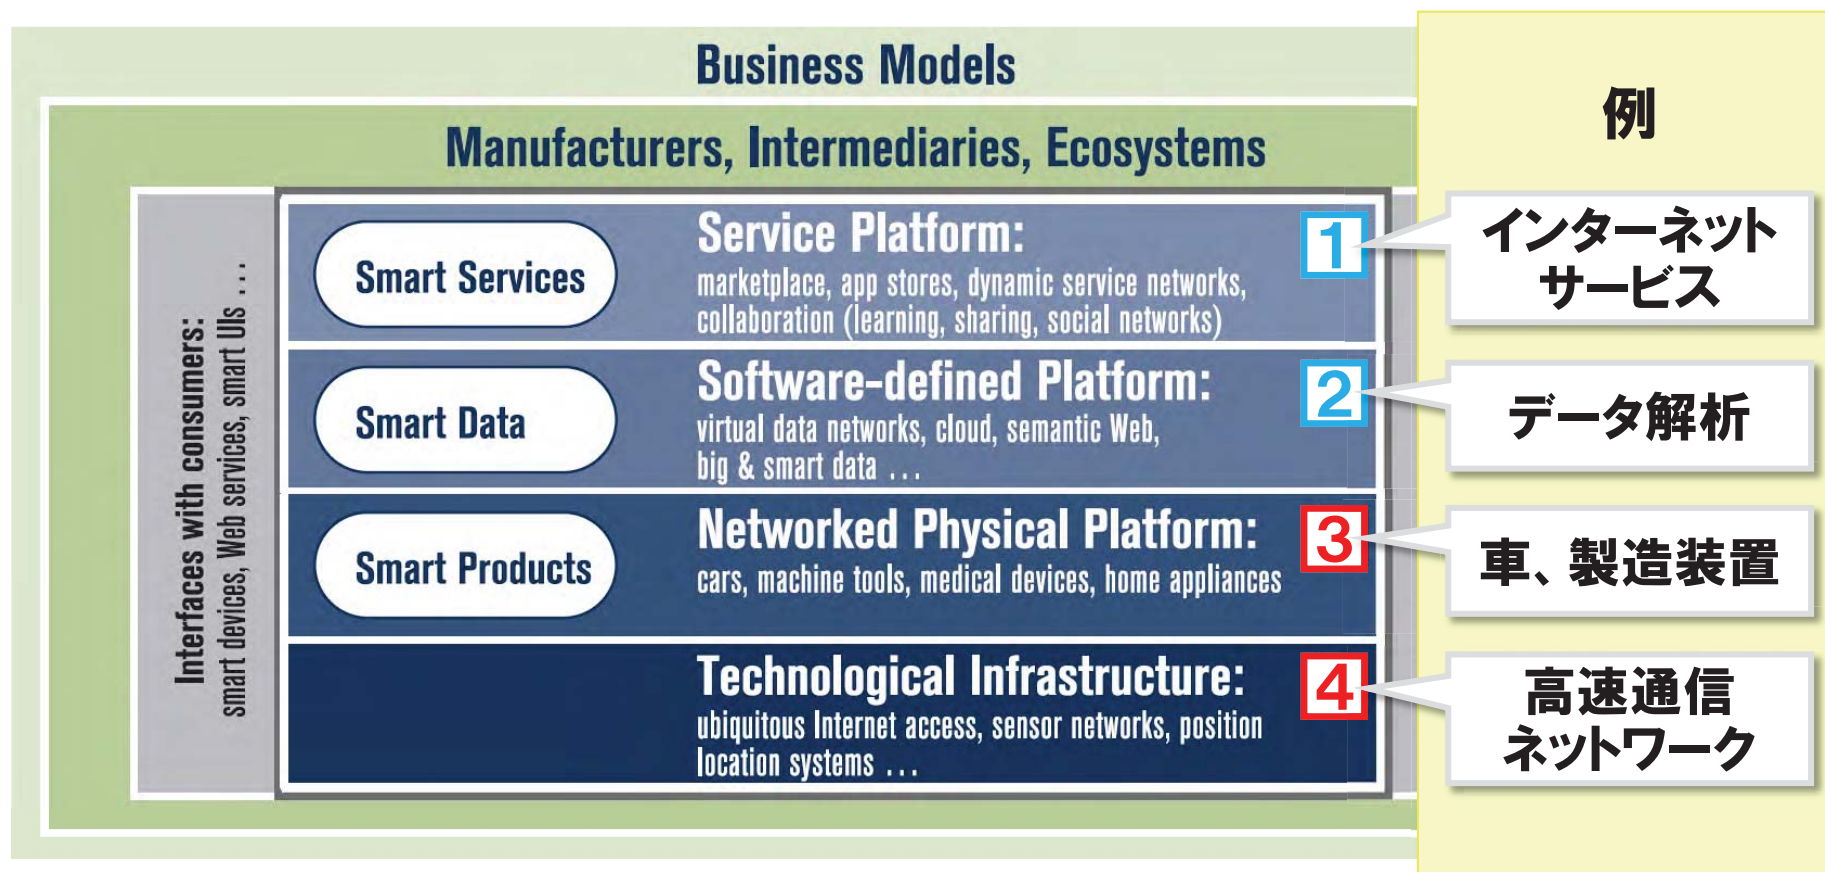 Business Models
Manufacturers, Intermediaries, Ecosystems
Interfaces with consumers:
smart devices, Web services, smart UIs ...
Smart Services
Service Platform:
marketplace, app stores, dynamic service networks,
collaboration (learning, sharing, social networks)
1
Smart Data
Software-defined Platform:
virtual data networks, cloud, semantic Web,
big & smart data ...
2
Smart Products
Networked Physical Platform:
cars, machine tools, medical devices, home appliances
3
Technological Infrastructure:
ubiquitous Internet access, sensor networks, position
location systems ...
4
例
インターネット
サービス
データ解析
車、製造装置
高速通信
ネットワーク